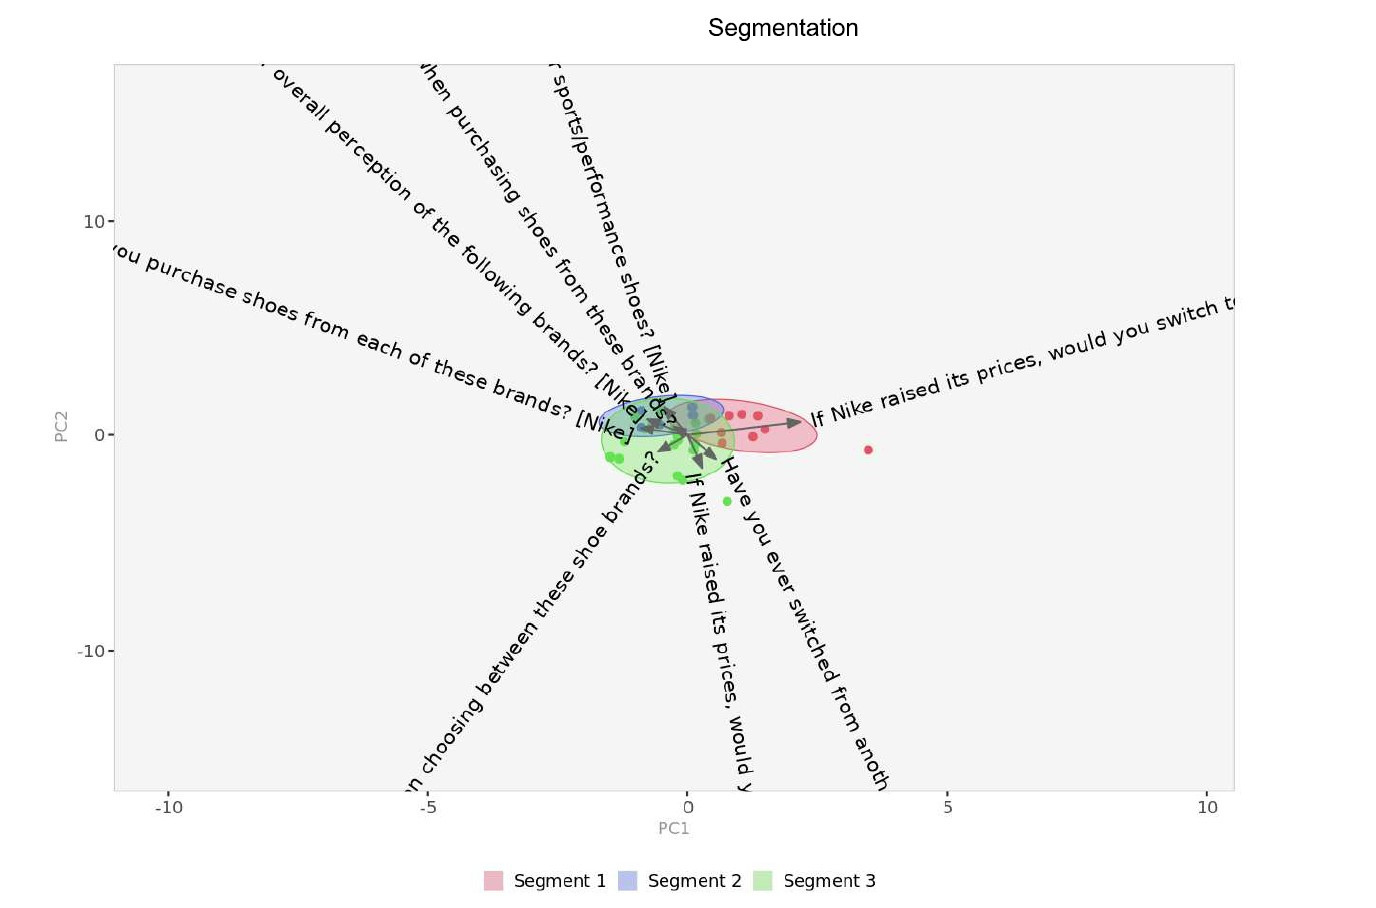 Segmentation
overall perception of the following brands? [Nike]
when purchasing shoes from these brands?
r sports/performance shoes? [Nike]
you purchase shoes from each of these brands? [Nike]
If Nike raised its prices, would you switch to
n choosing between these shoe brands?
If Nike raised its prices, would y
Have you ever switched from anoth
10
0
-10
PC2
-10
-5
0
5
10
PC1
Segment 1
Segment 2
Segment 3